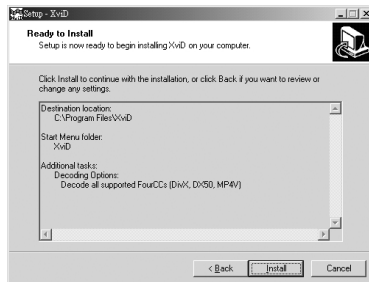 Setup - XviD
Ready to Install
Setup is now ready to begin installing XviD on your computer.
Click Install to continue with the installation, or click Back if you want to review or
change any settings.
Destination location:
C:\Program Files\XviD
Start Menu folder:
XviD
Additional tasks:
Decoding Options:
Decode all supported FourCCs (DivX, DX50, MP4V)
< Back
Install
Cancel